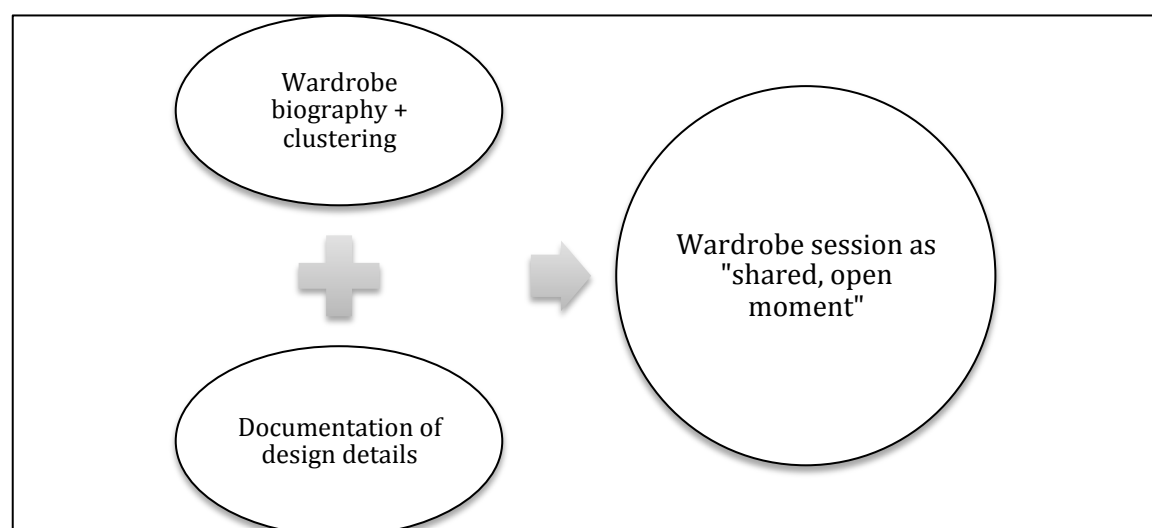 Wardrobe
biography +
clustering
Documentation of
design details
Wardrobe session as
"shared, open
moment"